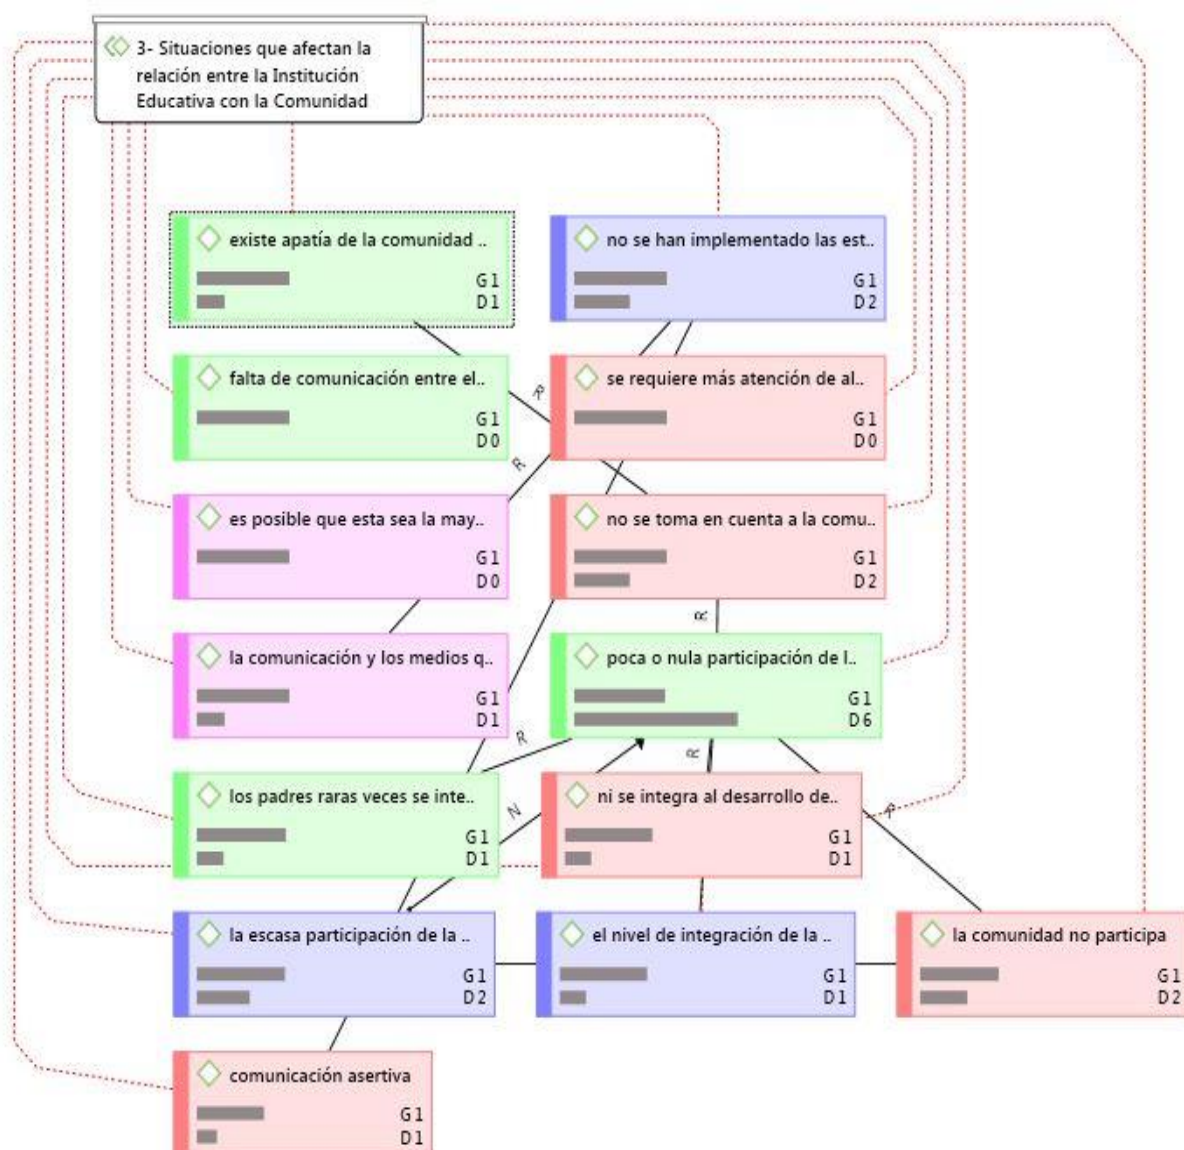 3- Situaciones que afectan la
relación entre la Institución
Educativa con la Comunidad
existe apatía de la comunidad ..
G1
D1
no se han implementado las est..
G1
D2
falta de comunicación entre el..
G1
D0
se requiere más atención de al..
G1
D0
R
R
es posible que esta sea la may..
G1
D0
no se toma en cuenta a la comu..
G1
D2
R
la comunicación y los medios q..
G1
D1
poca o nula participación de l..
G1
D6
R
R
los padres raras veces se inte..
G1
D1
N
ni se integra al desarrollo de..
G1
D1
R
la escasa participación de la ..
G1
D2
el nivel de integración de la ..
G1
D1
la comunidad no participa
G1
D2
comunicación asertiva
G1
D1